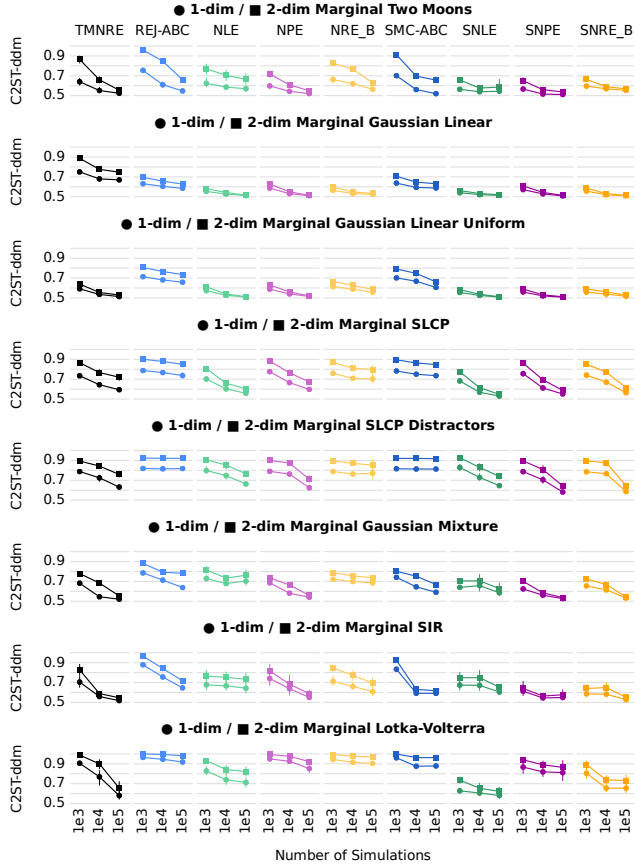 ● 1-dim / ■ 2-dim Marginal Two Moons
TMNRE REJ-ABC NLE NPE NRE_B SMC-ABC SNLE SNPE SNRE_B
C2ST-ddm
0.9
0.7
0.5
● 1-dim / ■ 2-dim Marginal Gaussian Linear
C2ST-ddm
0.9
0.7
0.5
● 1-dim / ■ 2-dim Marginal Gaussian Linear Uniform
C2ST-ddm
0.9
0.7
0.5
● 1-dim / ■ 2-dim Marginal SLCP
C2ST-ddm
0.9
0.7
0.5
● 1-dim / ■ 2-dim Marginal SLCP Distractors
C2ST-ddm
0.9
0.7
0.5
● 1-dim / ■ 2-dim Marginal Gaussian Mixture
C2ST-ddm
0.9
0.7
0.5
● 1-dim / ■ 2-dim Marginal SIR
C2ST-ddm
0.9
0.7
0.5
● 1-dim / ■ 2-dim Marginal Lotka-Volterra
C2ST-ddm
0.9
0.7
0.5
1e3 1e4 1e5 1e3 1e4 1e5 1e3 1e4 1e5 1e3 1e4 1e5 1e3 1e4 1e5 1e3 1e4 1e5 1e3 1e4 1e5 1e3 1e4 1e5 1e3 1e4 1e5
Number of Simulations